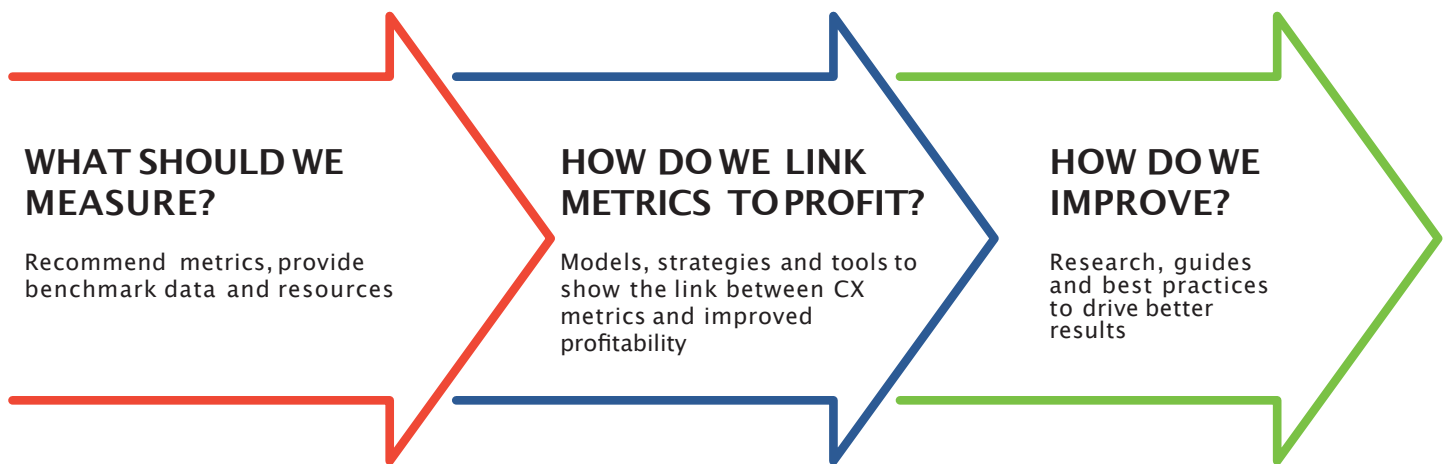 WHAT SHOULD WE
MEASURE?
Recommend metrics, provide
benchmark data and resources
HOW DO WE LINK
METRICS TO PROFIT?
Models, strategies and tools to
show the link between CX
metrics and improved
profitability
HOW DO WE
IMPROVE?
Research, guides
and best practices
to drive better
results